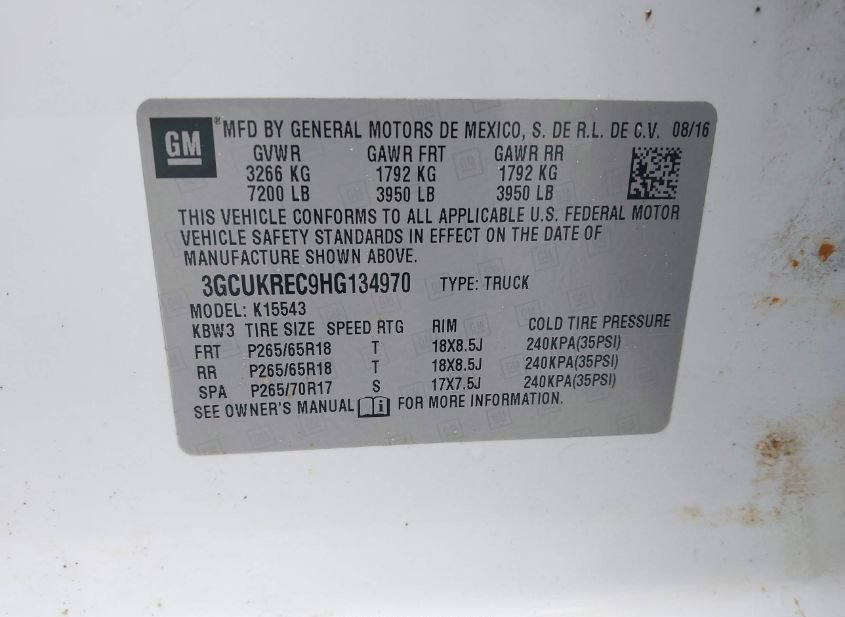 GM ® MFD BY GENERAL MOTORS DE MEXICO, S. DE R.L. DE C.V. 08/16
GVWR GAWR FRT GAWR RR
3266 KG 1792 KG 1792 KG
7200 LB 3950 LB 3950 LB
THIS VEHICLE CONFORMS TO ALL APPLICABLE U.S. FEDERAL MOTOR
VEHICLE SAFETY STANDARDS IN EFFECT ON THE DATE OF
MANUFACTURE SHOWN ABOVE.
3GCUKREC9HG134970 TYPE: TRUCK
MODEL: K15543
KBW3 TIRE SIZE SPEED RTG RIM COLD TIRE PRESSURE
FRT P265/65R18 T 18X8.5J 240KPA(35PSI)
RR P265/65R18 T 18X8.5J 240KPA(35PSI)
SPA P265/70R17 S 17X7.5J 240KPA(35PSI)
SEE OWNER'S MANUAL i FOR MORE INFORMATION.